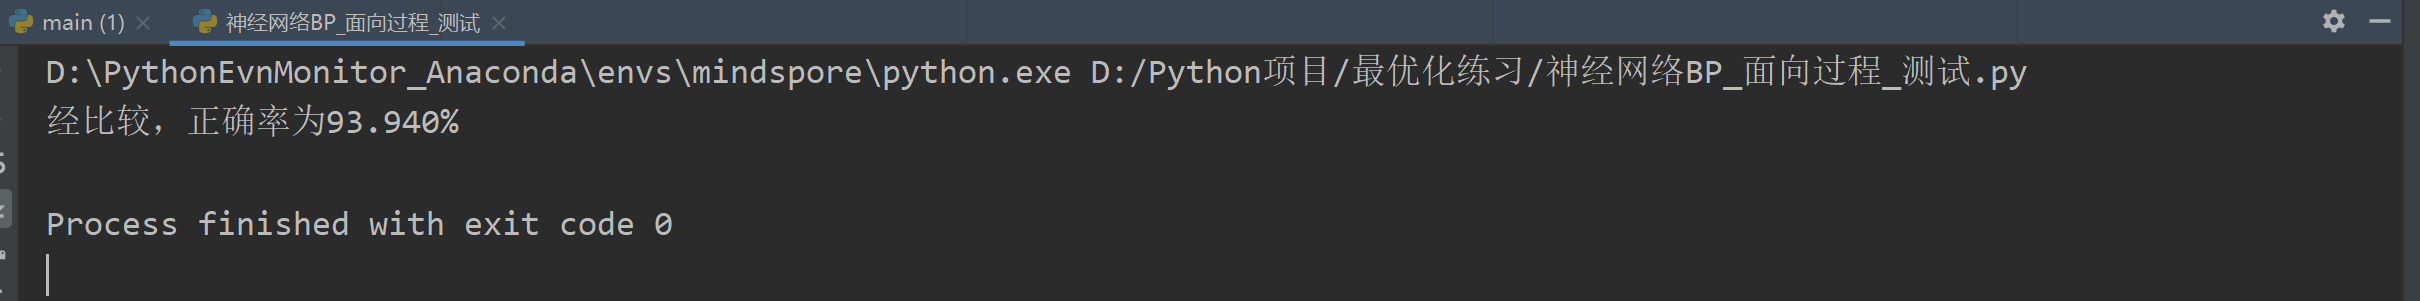 main (1)
神经网络BP_面向过程_测试
D:\PythonEvnMonitor_Anaconda\envs\mindspore\python.exe D:/Python项目/最优化练习/神经网络BP_面向过程_测试.py
经比较，正确率为93.940%
Process finished with exit code 0